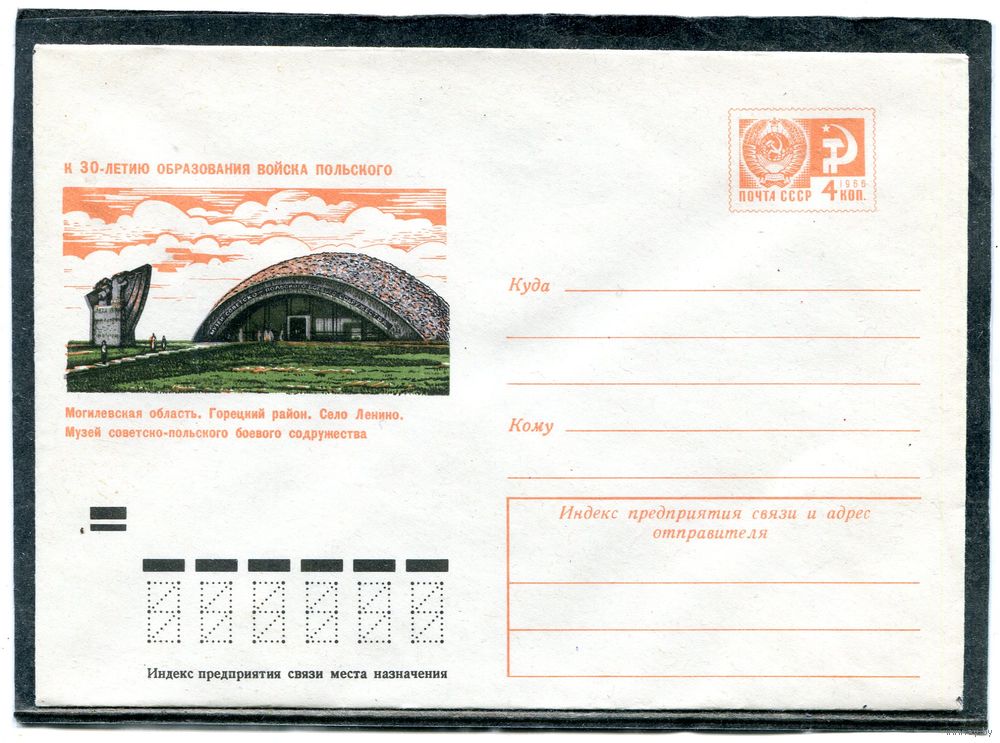 К 30-ЛЕТИЮ ОБРАЗОВАНИЯ ВОЙСКА ПОЛЬСКОГО
1966
ПОЧТА СССР 4 КОП.
Могилевская область. Горецкий район. Село Ленино.
Музей советско-польского боевого содружества
Куда
Кому
Индекс предприятия связи и адрес
отправителя
Индекс предприятия связи места назначения